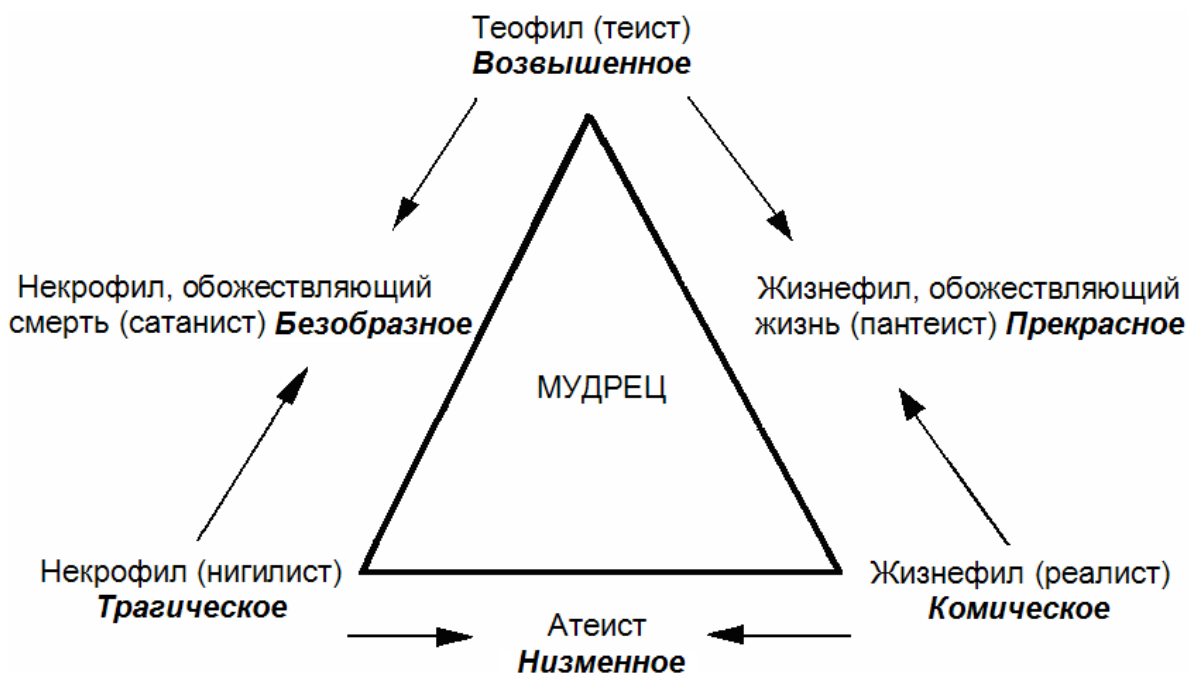 Теофил (теист)
Возвышенное
Некрофил, обожествляющий
смерть (сатанист) Безобразное
Жизнефил, обожествляющий
жизнь (пантеист) Прекрасное
МУДРЕЦ
Некрофил (нигилист)
Трагическое
Жизнефил (реалист)
Комическое
Атеист
Низменное